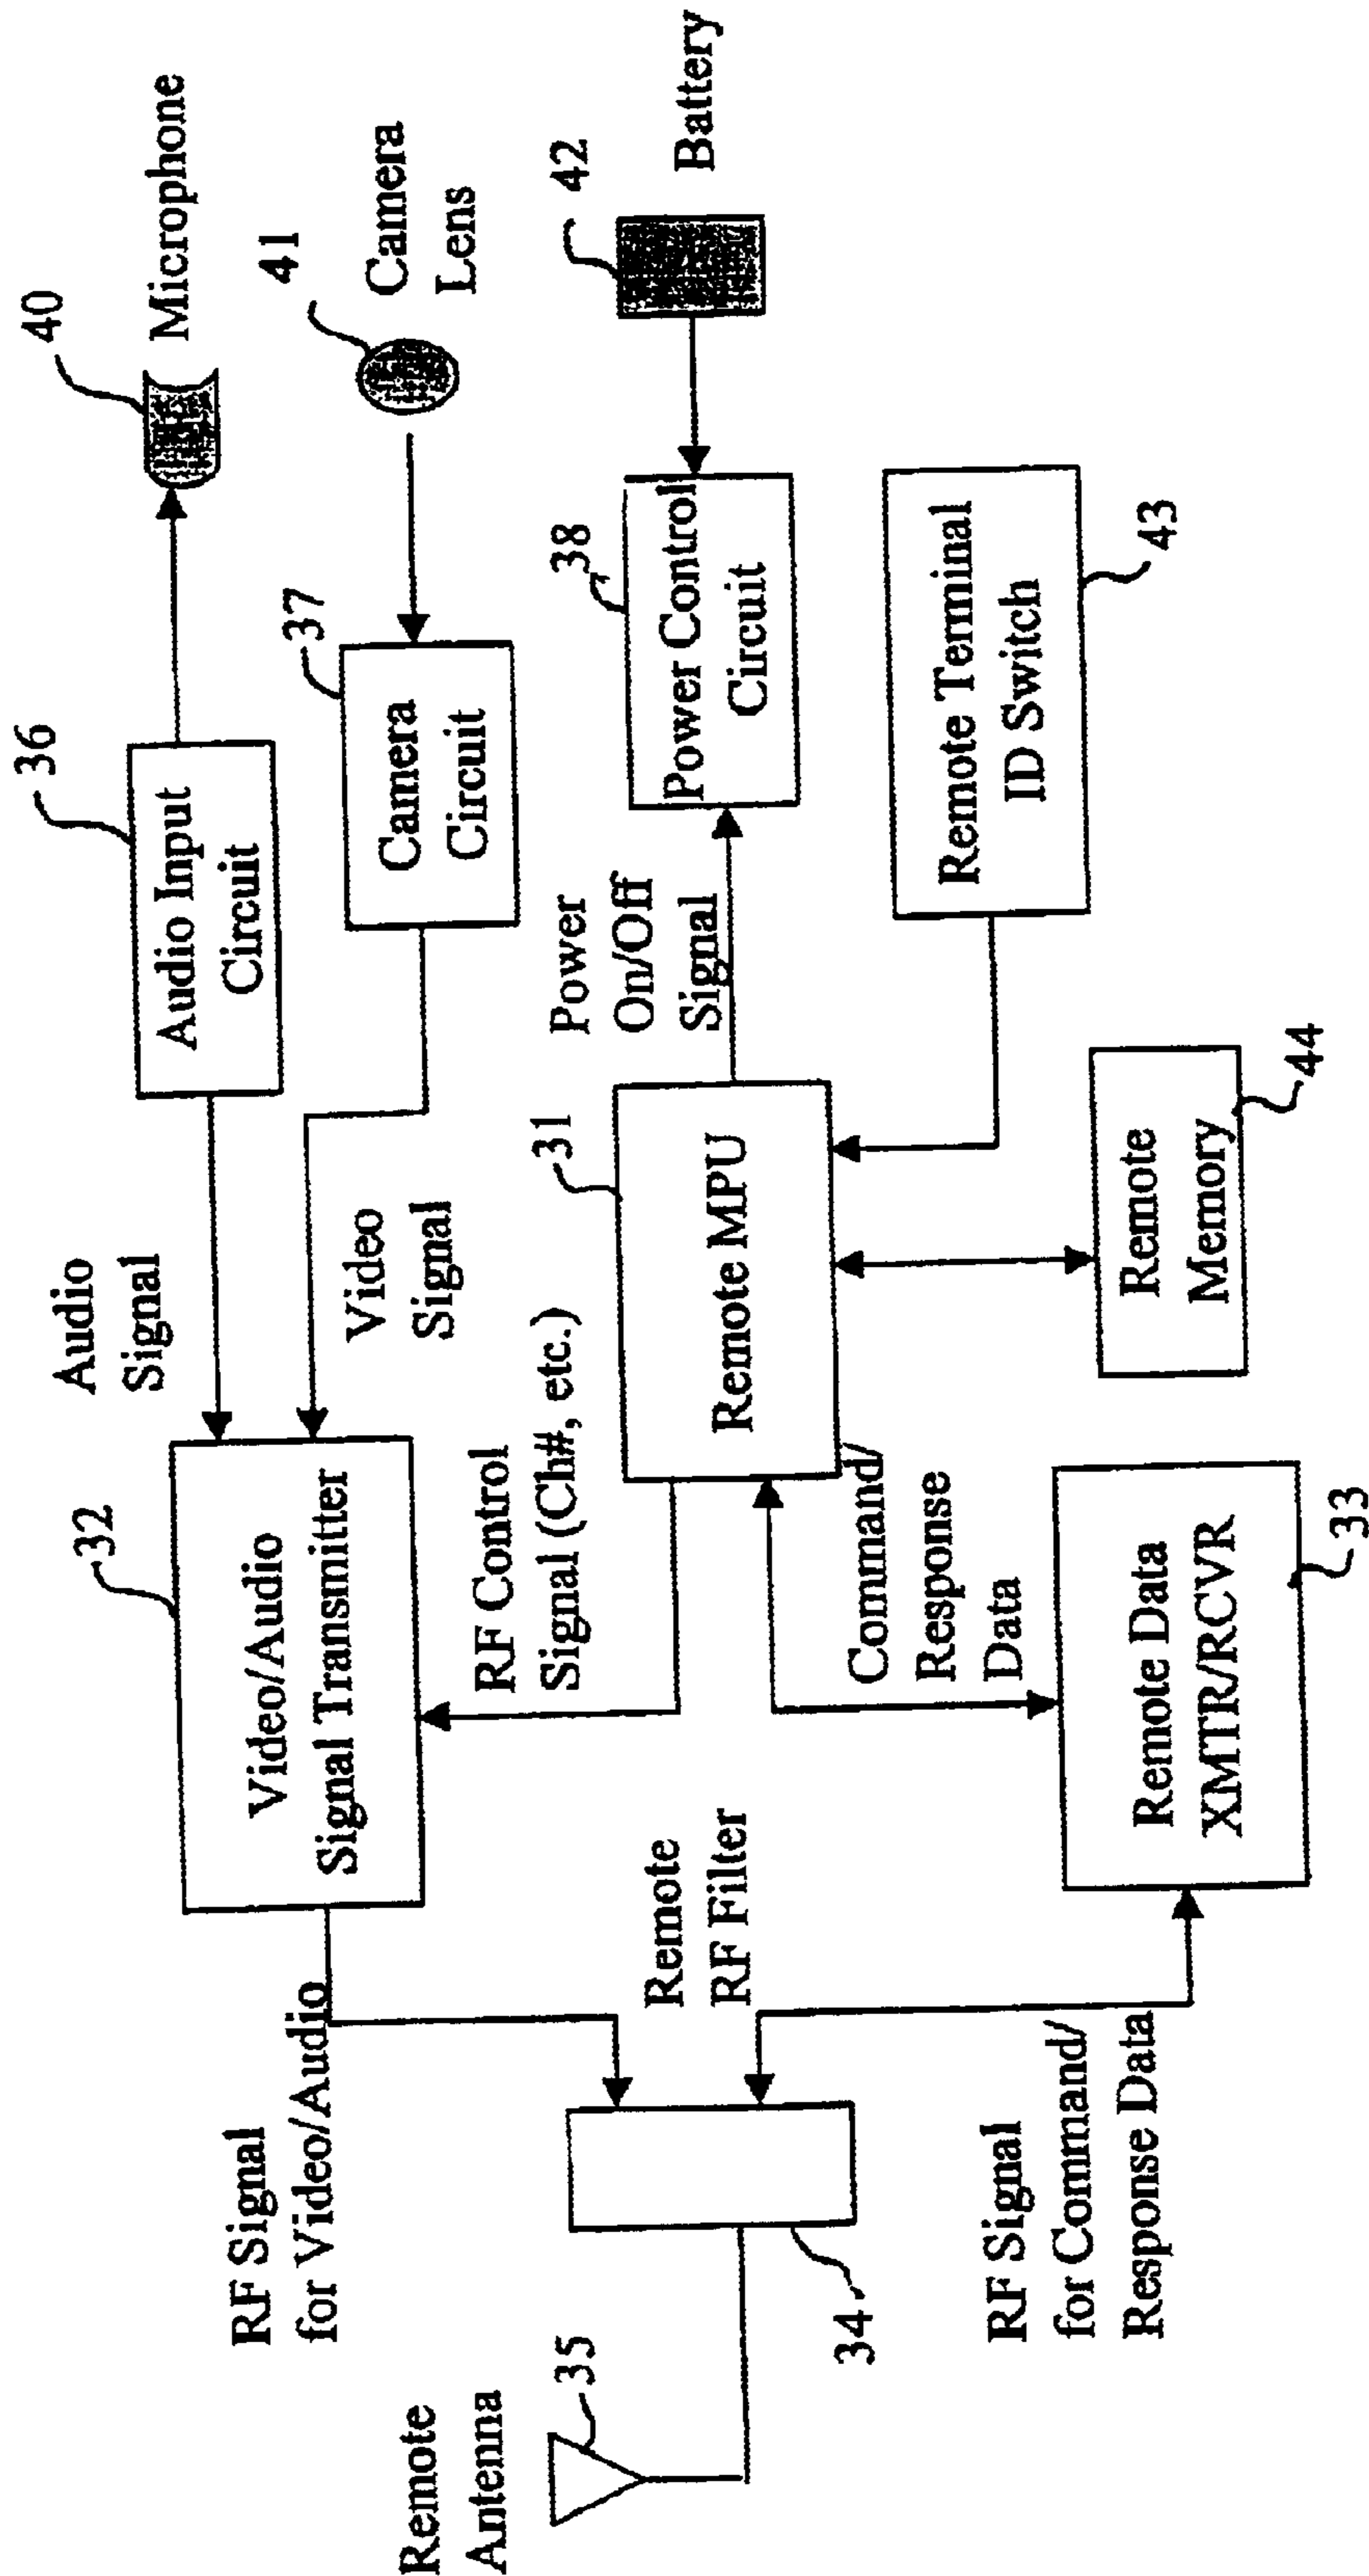 Remote
Antenna
35
34
RF Signal
for Video/Audio
Remote
RF Filter
RF Signal
for Command/
Response Data
32
Video/Audio
Signal Transmitter
RF Control
Signal (Ch#, etc.)
Command/
Response
Data
Remote Data
XMTR/RCVR
33
Audio
Signal
Video
Signal
31
Remote MPU
Remote
Memory
44
36
Audio Input
Circuit
37
Camera
Circuit
Power
On/Off
Signal
38
Power Control
Circuit
Remote Terminal
ID Switch
43
40
Microphone
41
Camera
Lens
42
Battery